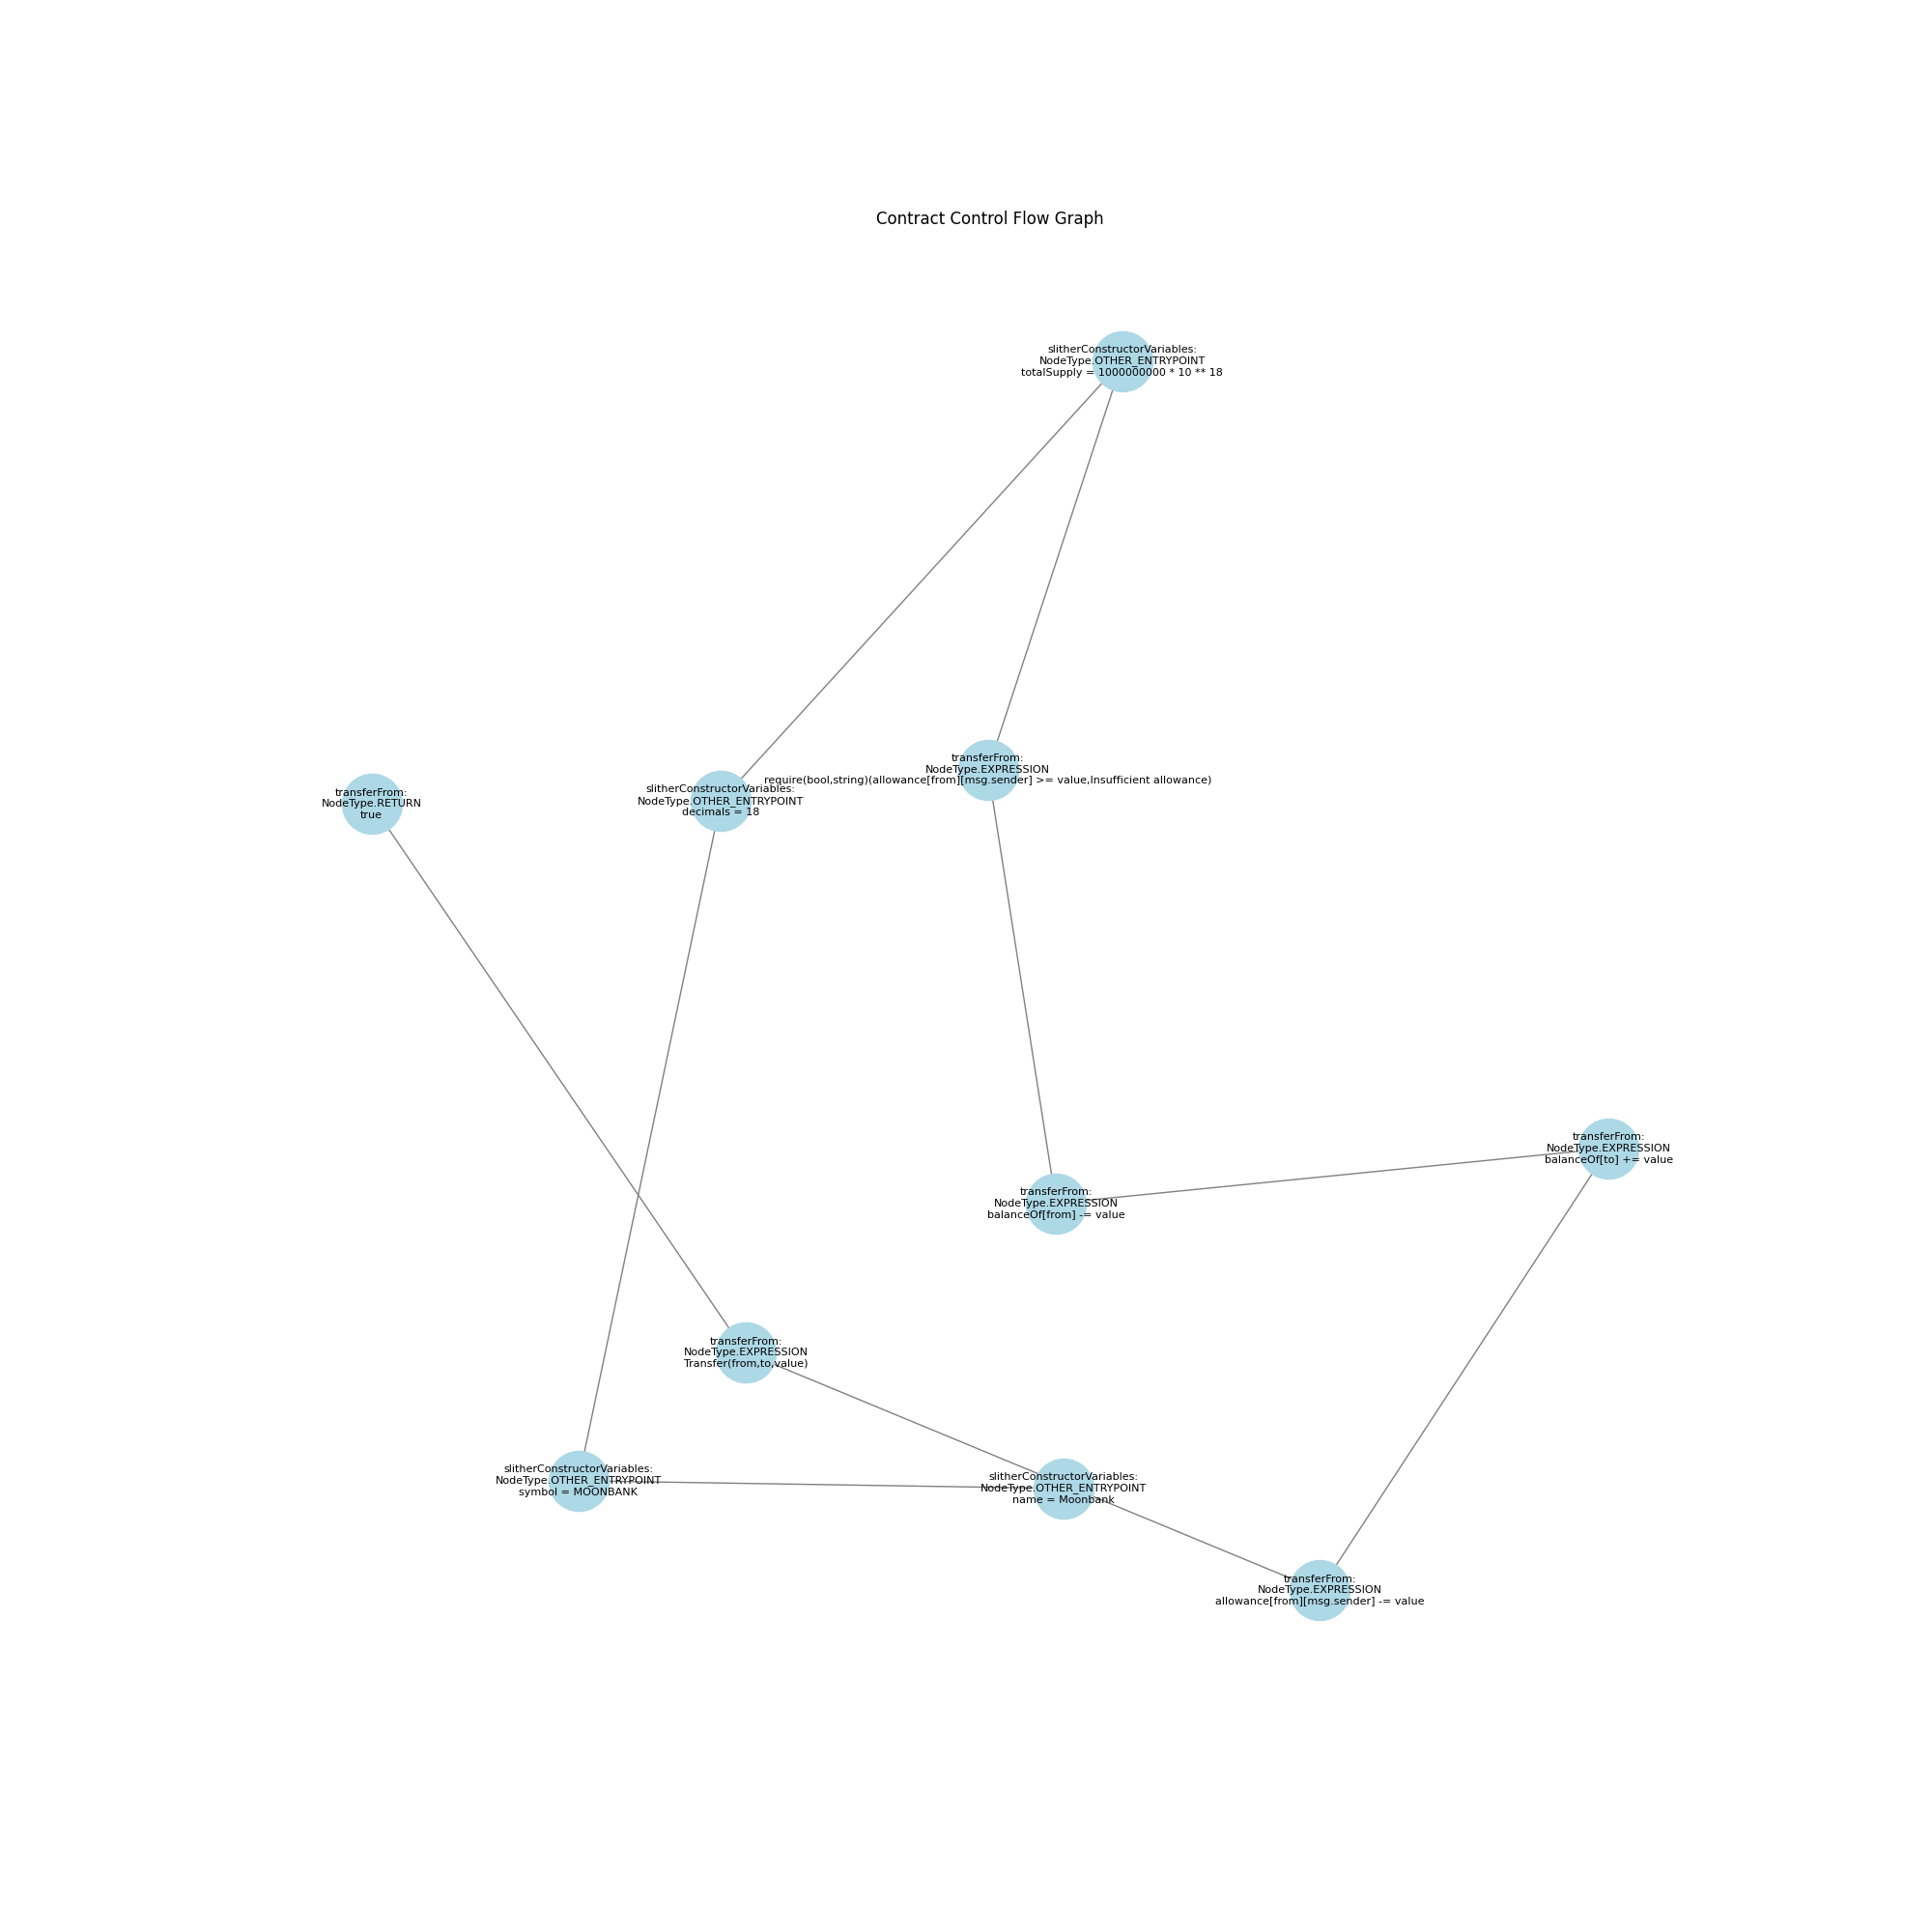 Contract Control Flow Graph
slitherConstructorVariables:
NodeType.OTHER_ENTRYPOINT
totalSupply = 1000000000 * 10 ** 18
transferFrom:
NodeType.EXPRESSION
require(bool,string)(allowance[from][msg.sender] >= value,Insufficient allowance)
slitherConstructorVariables:
NodeType.OTHER_ENTRYPOINT
decimals = 18
transferFrom:
NodeType.RETURN
true
transferFrom:
NodeType.EXPRESSION
balanceOf[to] += value
transferFrom:
NodeType.EXPRESSION
balanceOf[from] -= value
transferFrom:
NodeType.EXPRESSION
Transfer(from,to,value)
slitherConstructorVariables:
NodeType.OTHER_ENTRYPOINT
symbol = MOONBANK
slitherConstructorVariables:
NodeType.OTHER_ENTRYPOINT
name = Moonbank
transferFrom:
NodeType.EXPRESSION
allowance[from][msg.sender] -= value